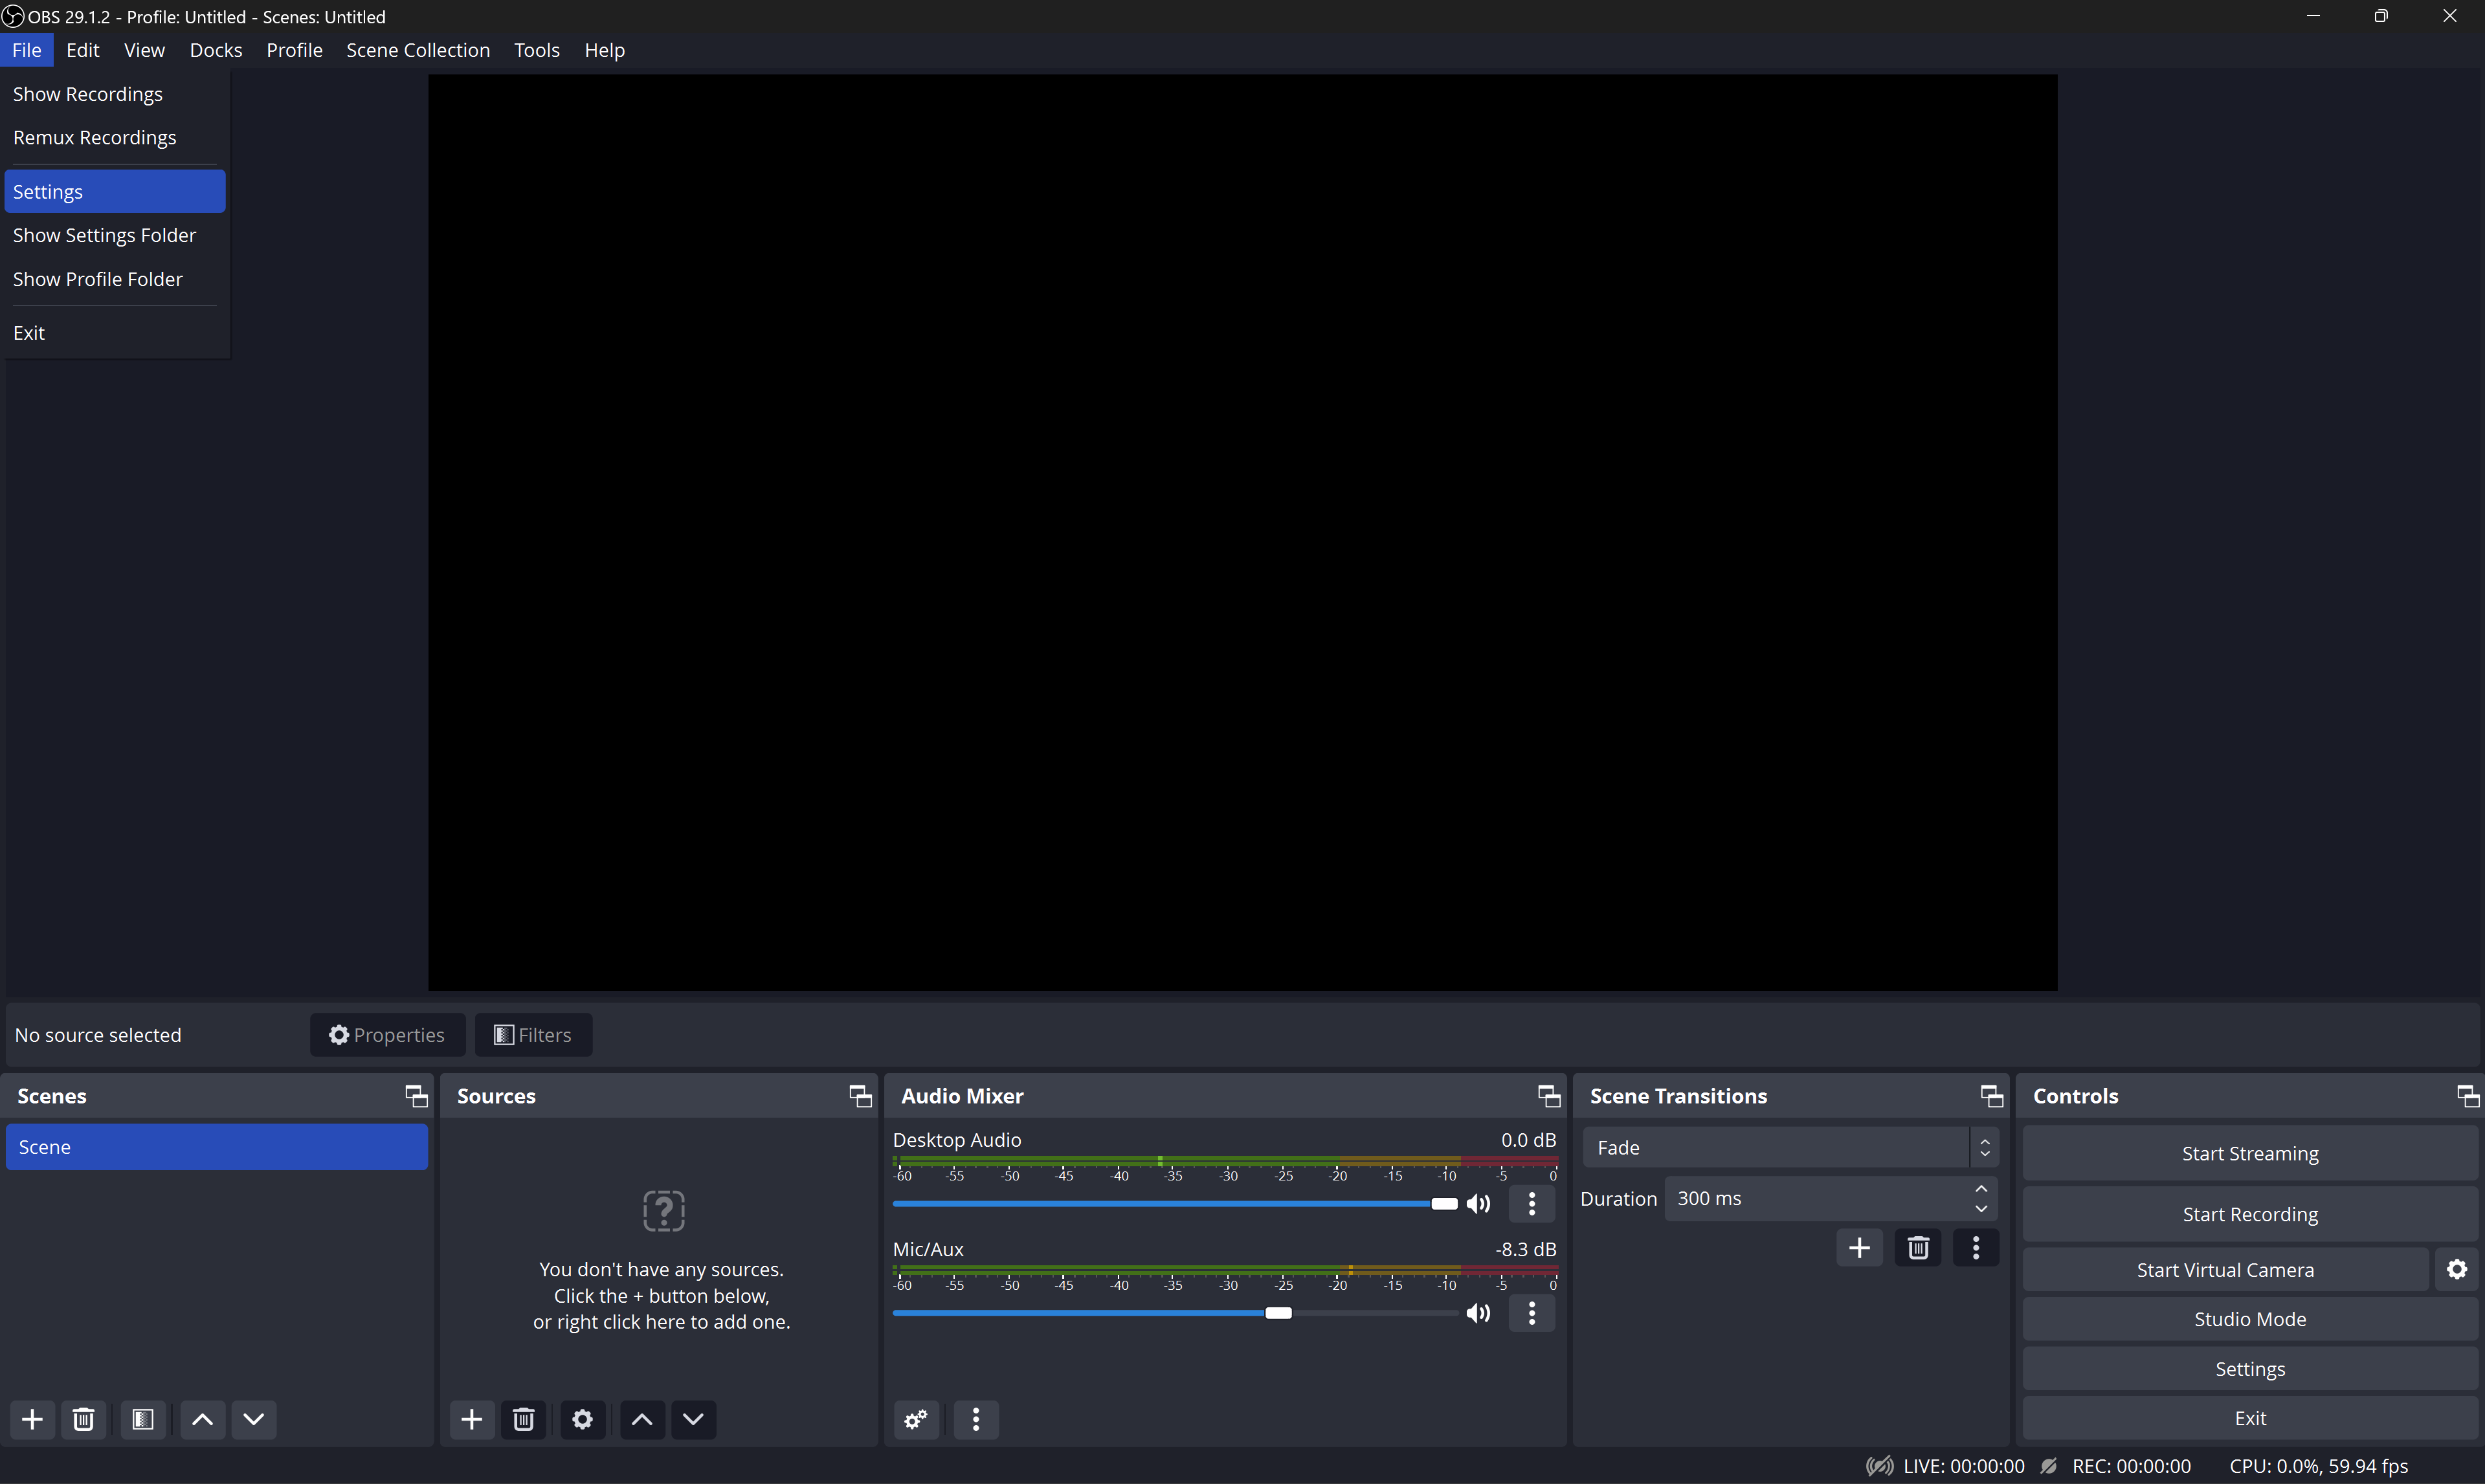 OBS 29.1.2 - Profile: Untitled - Scenes: Untitled
File Edit View Docks Profile Scene Collection Tools Help
Show Recordings
Remux Recordings
Settings
Show Settings Folder
Show Profile Folder
Exit
No source selected
Properties
Filters
Scenes
Scene
Sources
You don't have any sources.
Click the + button below,
or right click here to add one.
Audio Mixer
Desktop Audio 0.0 dB
-60 -55 -50 -45 -40 -35 -30 -25 -20 -15 -10 -5 0
Mic/Aux -8.3 dB
-60 -55 -50 -45 -40 -35 -30 -25 -20 -15 -10 -5 0
Scene Transitions
Fade
Duration 300 ms
Controls
Start Streaming
Start Recording
Start Virtual Camera
Studio Mode
Settings
Exit
LIVE: 00:00:00 REC: 00:00:00 CPU: 0.0%, 59.94 fps